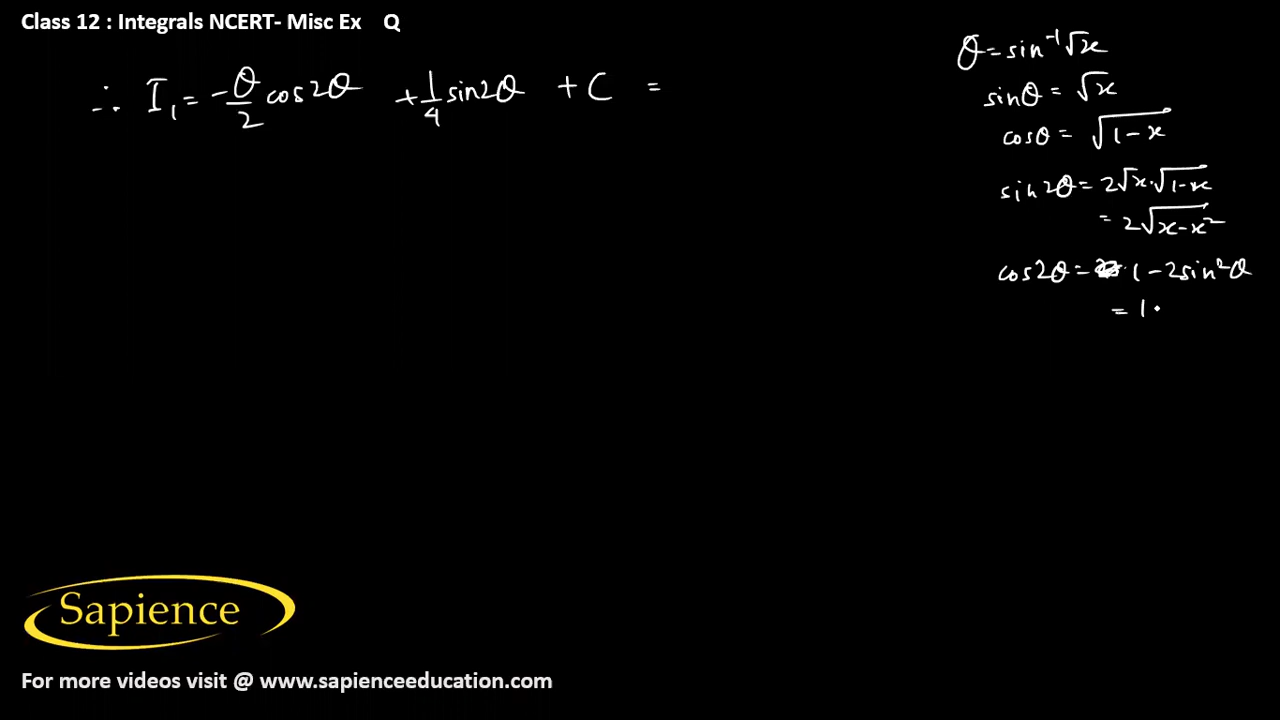 Class 12 : Integrals NCERT- Misc Ex Q
∴ I₁ = -θ/2 cos2θ + 1/4 sin2θ + C =
θ = sin⁻¹√x
sinθ = √x
cosθ = √(1-x)
sin2θ = 2√x·√(1-x)
= 2√(x-x²)
cos2θ = 1 - 2sin²θ
= 1 ·
Sapience
For more videos visit @ www.sapienceeducation.com